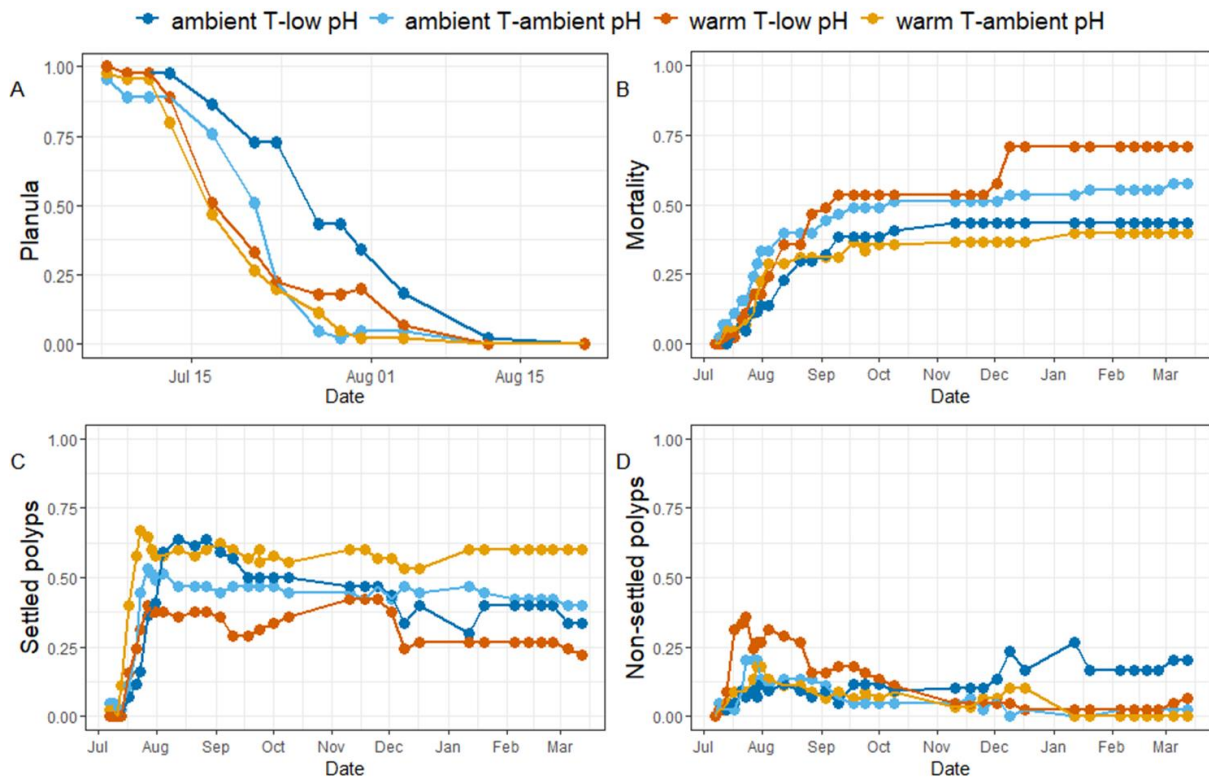 ambient T-low pH ambient T-ambient pH warm T-low pH warm T-ambient pH
A
1.00
0.75
0.50
0.25
0.00
Planula
Jul 15 Aug 01 Aug 15
Date
B
1.00
0.75
0.50
0.25
0.00
Mortality
Jul Aug Sep Oct Nov Dec Jan Feb Mar
Date
C
1.00
0.75
0.50
0.25
0.00
Settled polyps
Jul Aug Sep Oct Nov Dec Jan Feb Mar
Date
D
1.00
0.75
0.50
0.25
0.00
Non-settled polyps
Jul Aug Sep Oct Nov Dec Jan Feb Mar
Date